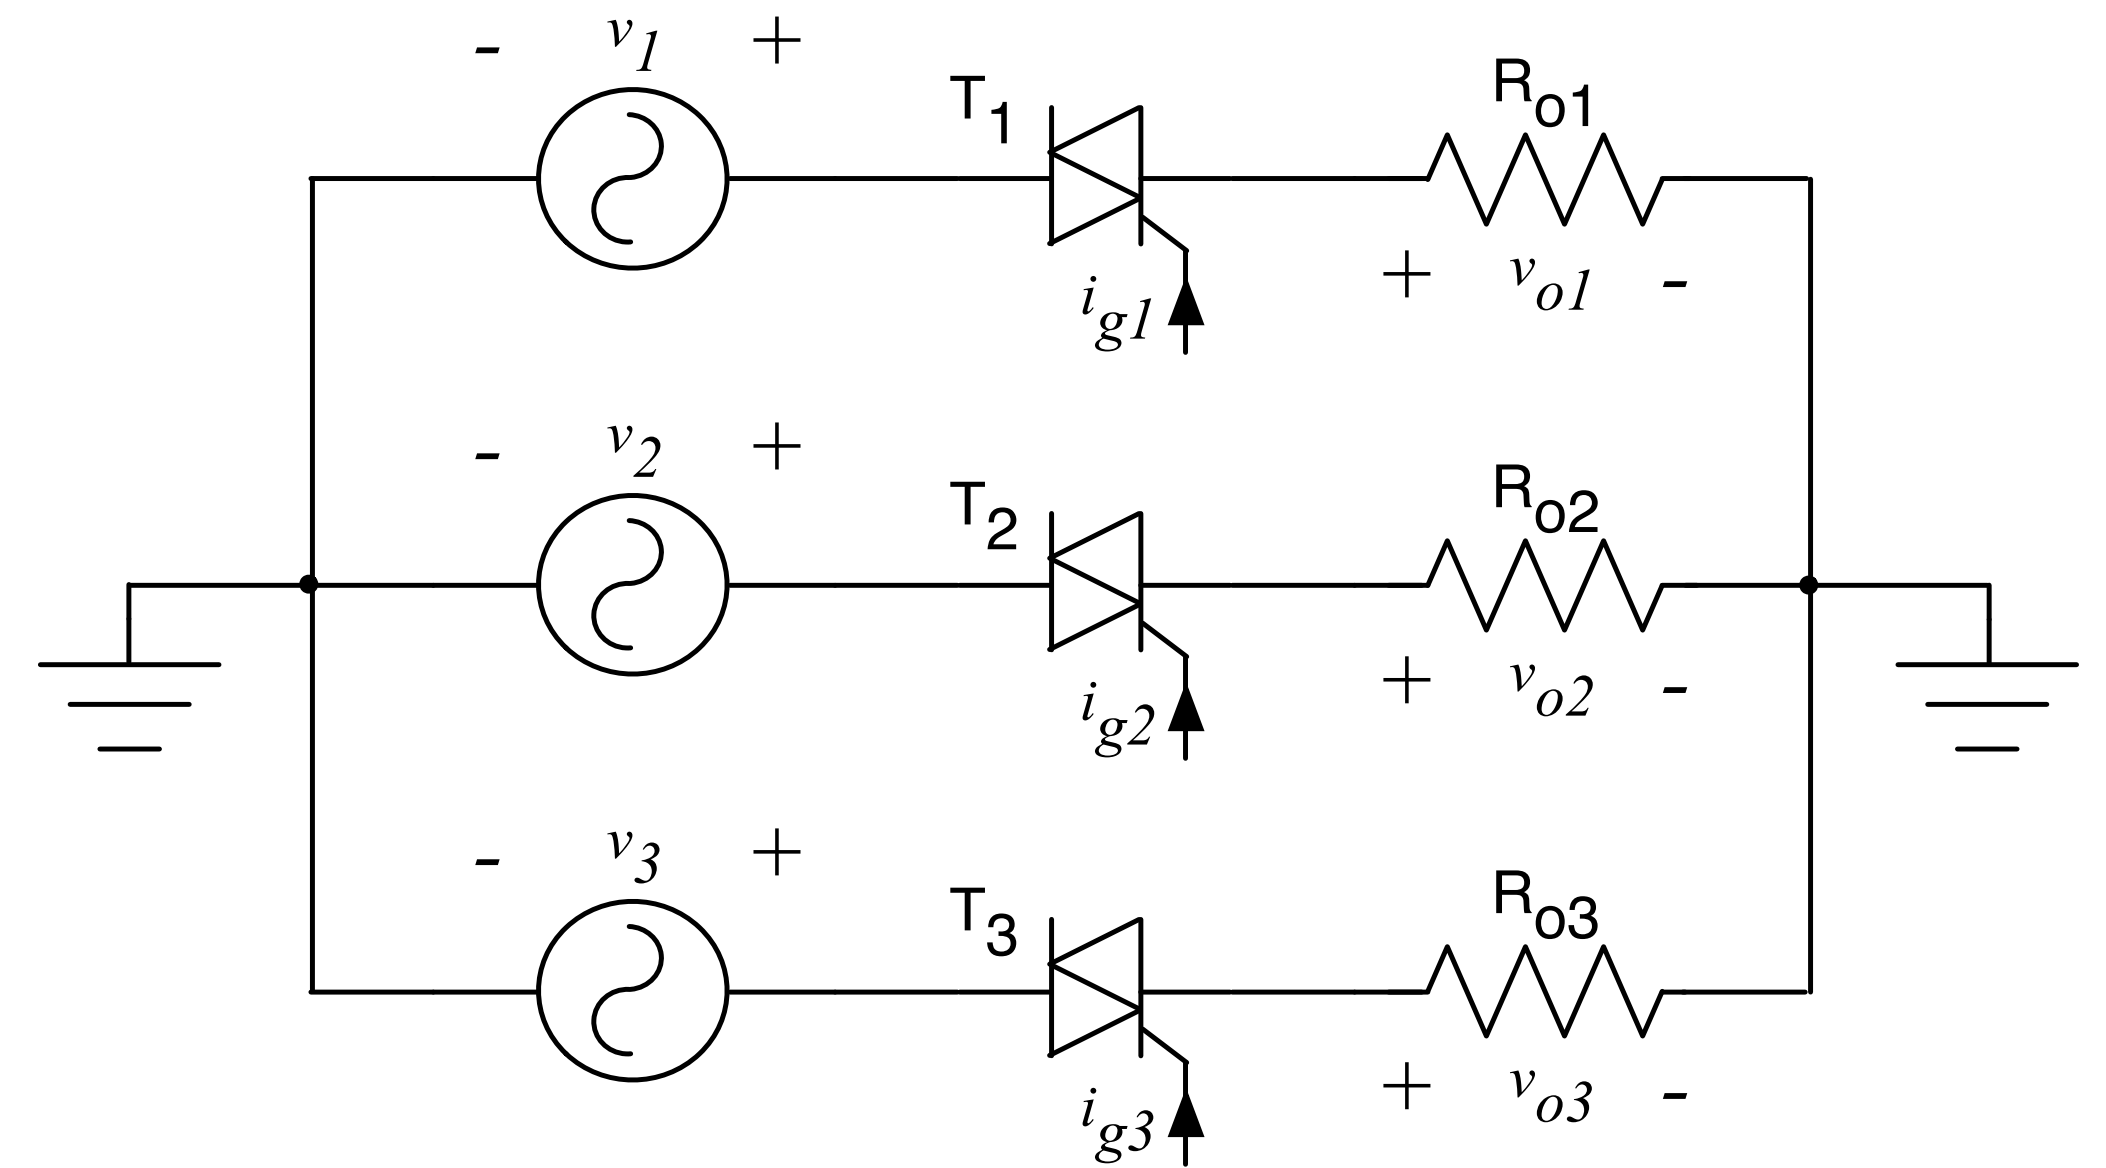 - v1 +
T1
Ro1
ig1
+ vo1 -
- v2 +
T2
Ro2
ig2
+ vo2 -
- v3 +
T3
Ro3
ig3
+ vo3 -